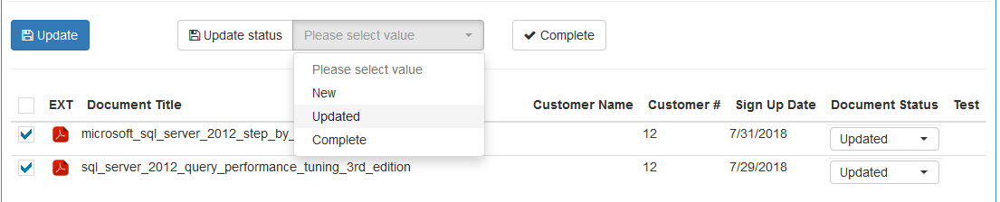 Update
Update status Please select value
Complete
Please select value
New
Updated
Complete
EXT Document Title Customer Name Customer # Sign Up Date Document Status Test
microsoft_sql_server_2012_step_by_ 12 7/31/2018 Updated
sql_server_2012_query_performance_tuning_3rd_edition 12 7/29/2018 Updated